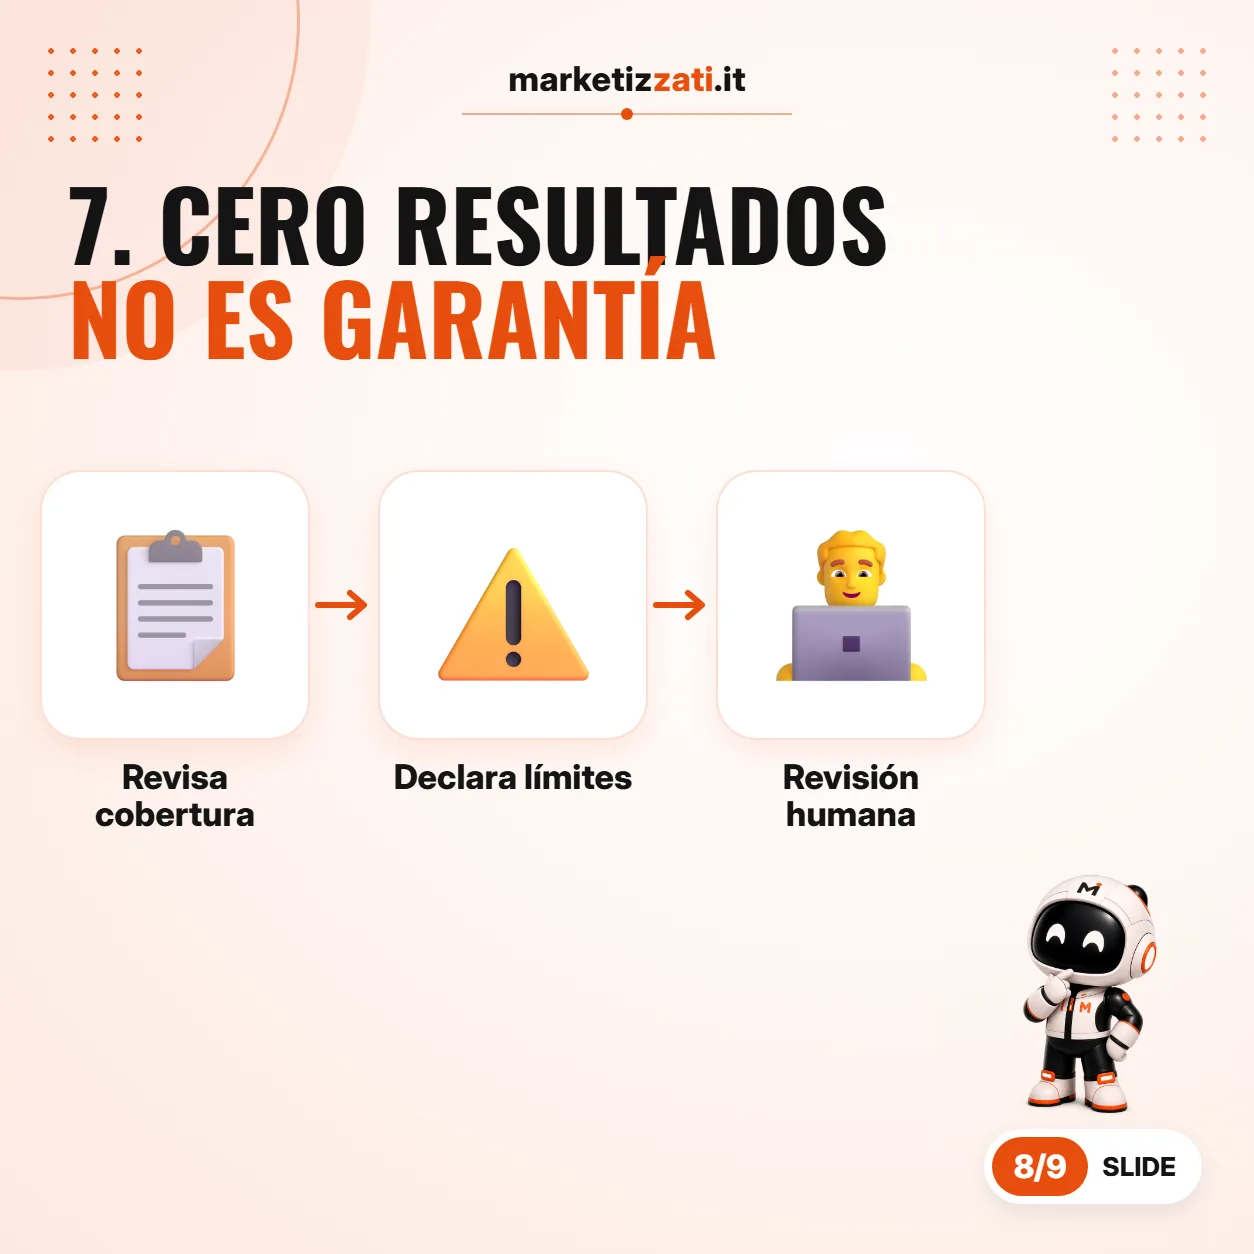 marketizzati.it
7. CERO RESULTADOS
NO ES GARANTÍA
Revisa
cobertura
Declara límites
Revisión
humana
M
M
8/9 SLIDE